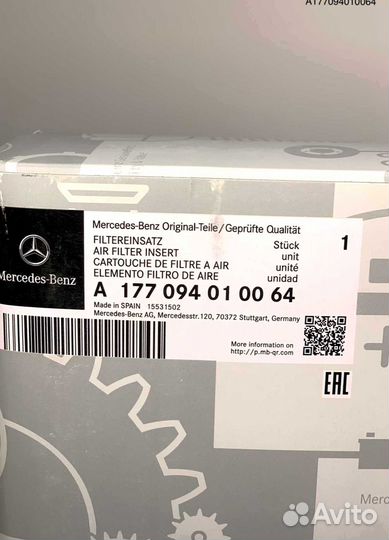 A177094010064
Mercedes-Benz Original-Teile/Geprüfte Qualität
FILTEREINSATZ Stück 1
AIR FILTER INSERT unit
CARTOUCHE DE FILTRE A AIR unité
ELEMENTO FILTRO DE AIRE unidad
Mercedes-Benz
A 177 094 01 00 64
Made in SPAIN 15531502
Mercedes-Benz AG, Mercedesstr.120, 70372 Stuttgart, Germany
More information on
http://p.mb-qr.com
EAC
Merc
Avito